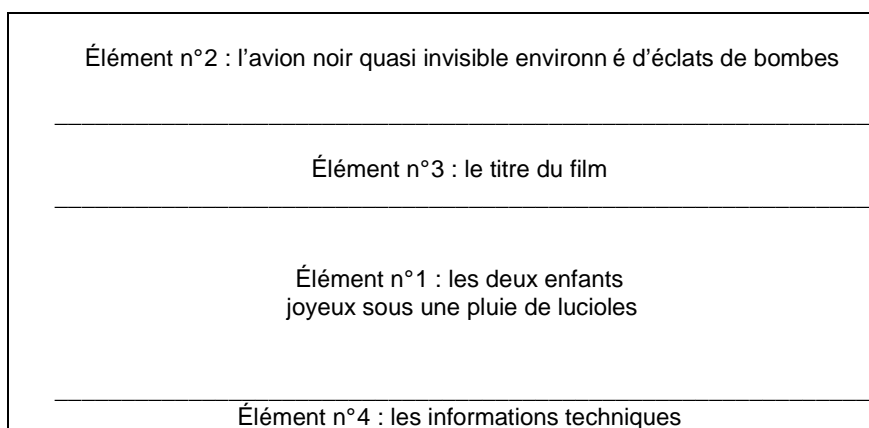 Élément n°2 : l'avion noir quasi invisible environn é d'éclats de bombes
Élément n°3 : le titre du film
Élément n°1 : les deux enfants
joyeux sous une pluie de lucioles
Élément n°4 : les informations techniques